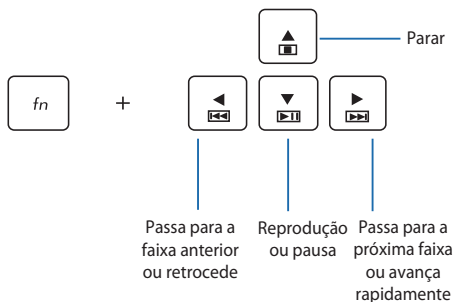 Parar
fn +
Passa para a
faixa anterior
ou retrocede
Reprodução
ou pausa
Passa para a
próxima faixa
ou avança
rapidamente